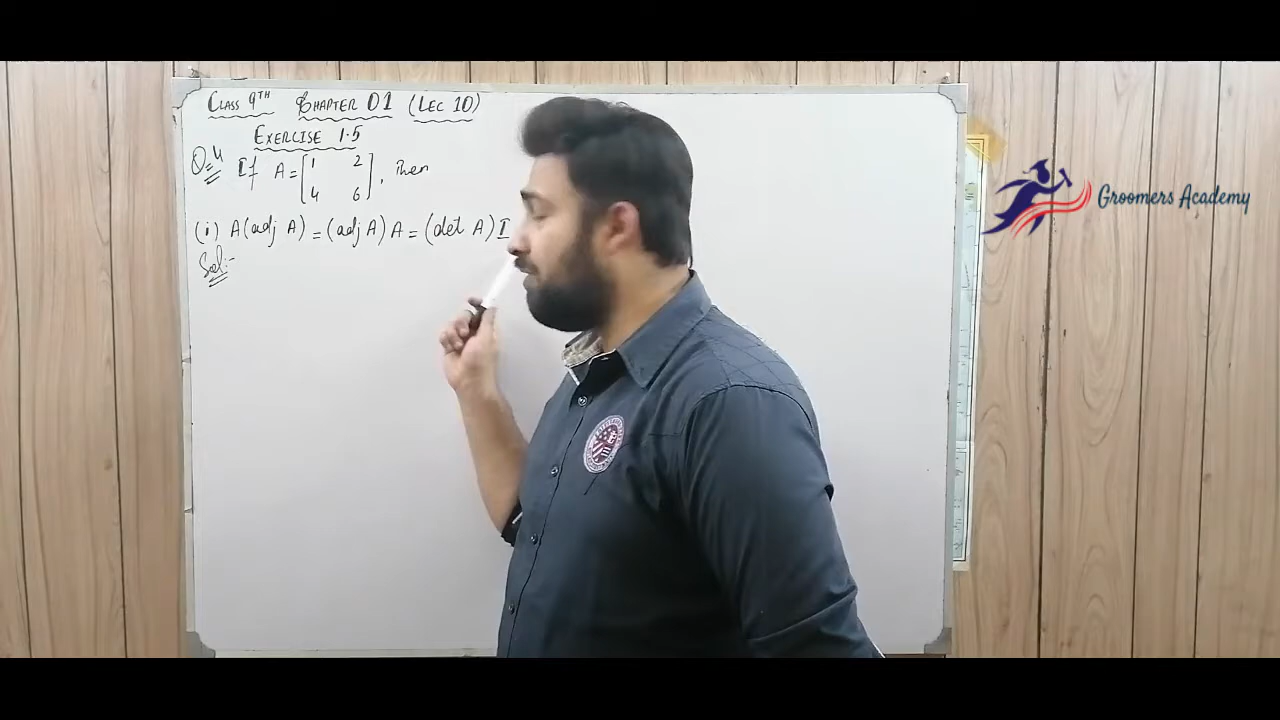 CLASS 9TH CHAPTER 01 (LEC 10)
EXERCISE 1.5
Q.4 If A = [1 2
4 6], then
(i) A(adj A) = (adj A) A = (det A) I
Sol:-
Groomers Academy